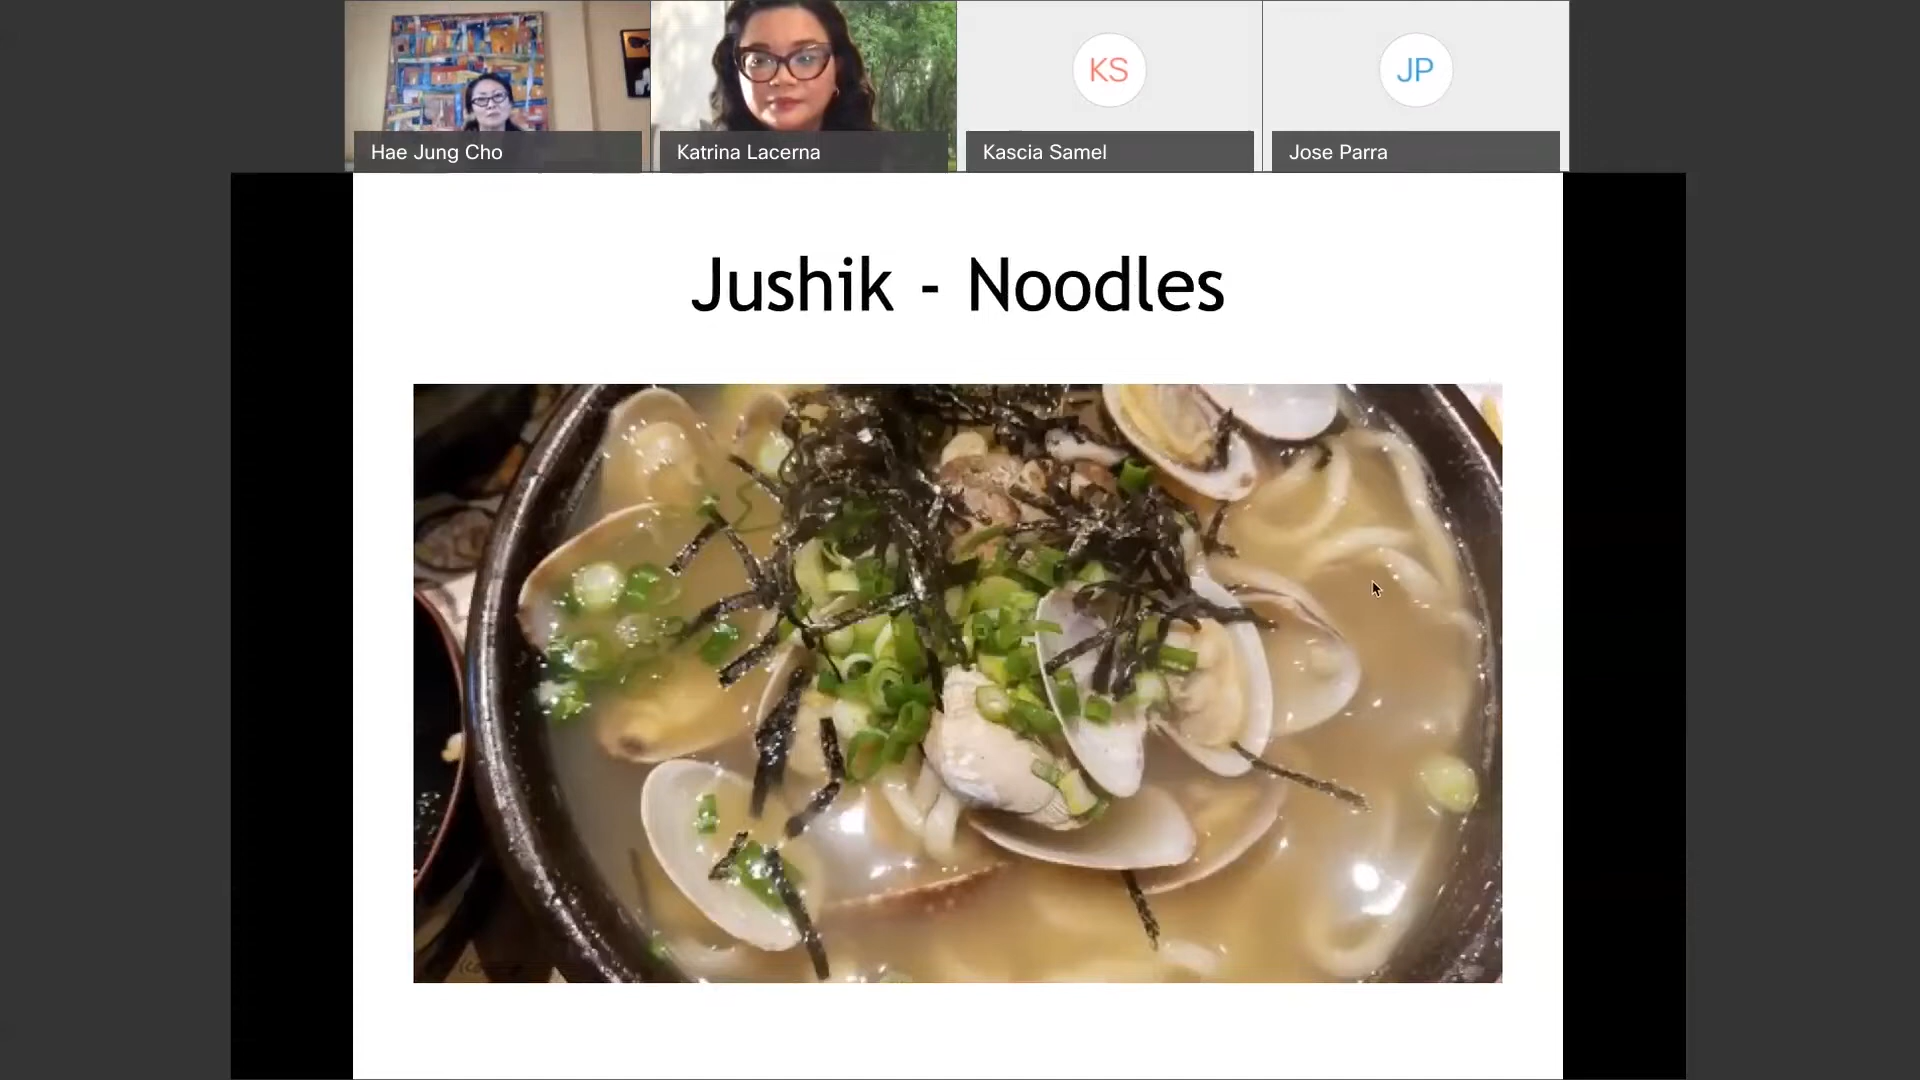 KS
JP
Hae Jung Cho
Katrina Lacerna
Kascia Samel
Jose Parra
Jushik - Noodles